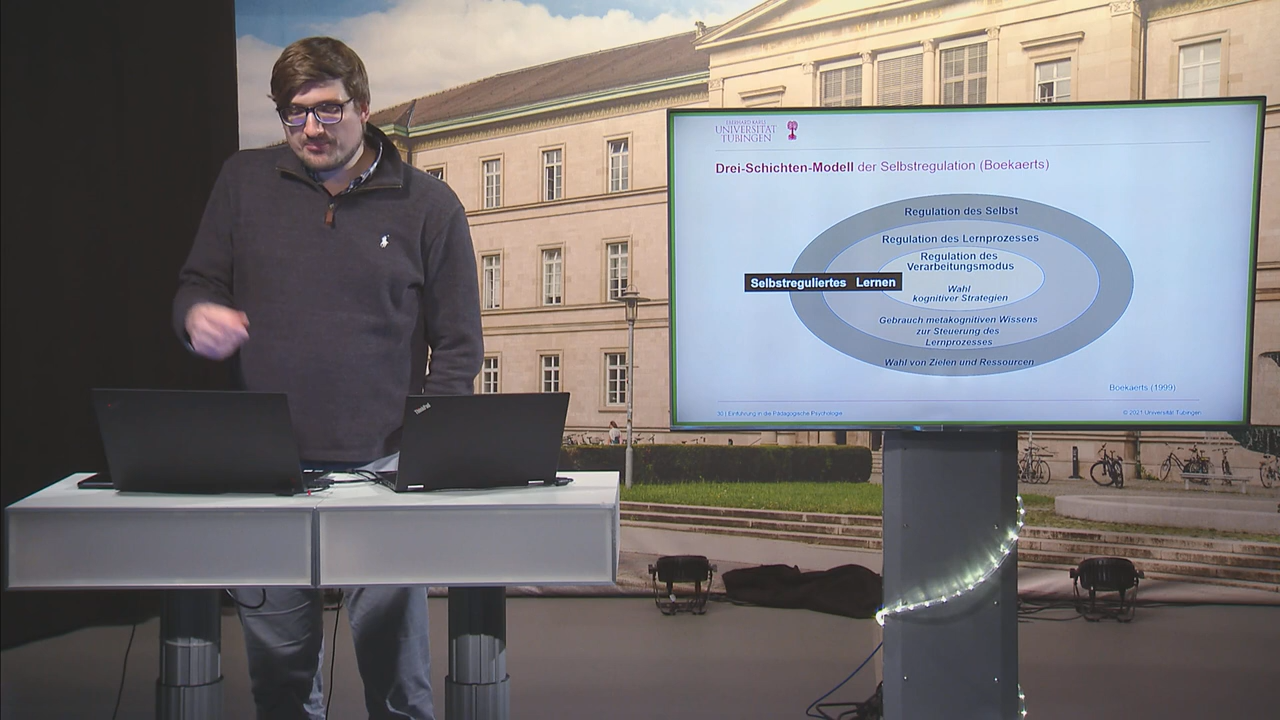 EBERHARD KARLS
UNIVERSITÄT
TÜBINGEN
Drei-Schichten-Modell der Selbstregulation (Boekaerts)
Regulation des Selbst
Regulation des Lernprozesses
Regulation des
Verarbeitungsmodus
Selbstreguliertes Lernen
Wahl
kognitiver Strategien
Gebrauch metakognitiven Wissens
zur Steuerung des
Lernprozesses
Wahl von Zielen und Ressourcen
Boekaerts (1999)
30 | Einführung in die Pädagogische Psychologie
© 2021 Universität Tübingen
ThinkPad